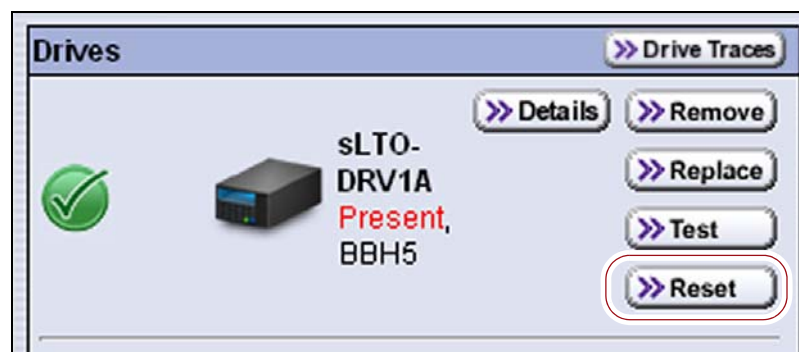 Drives
>> Drive Traces
>> Details
>> Remove
sLTO-
DRV1A
Present,
BBH5
>> Replace
>> Test
>> Reset